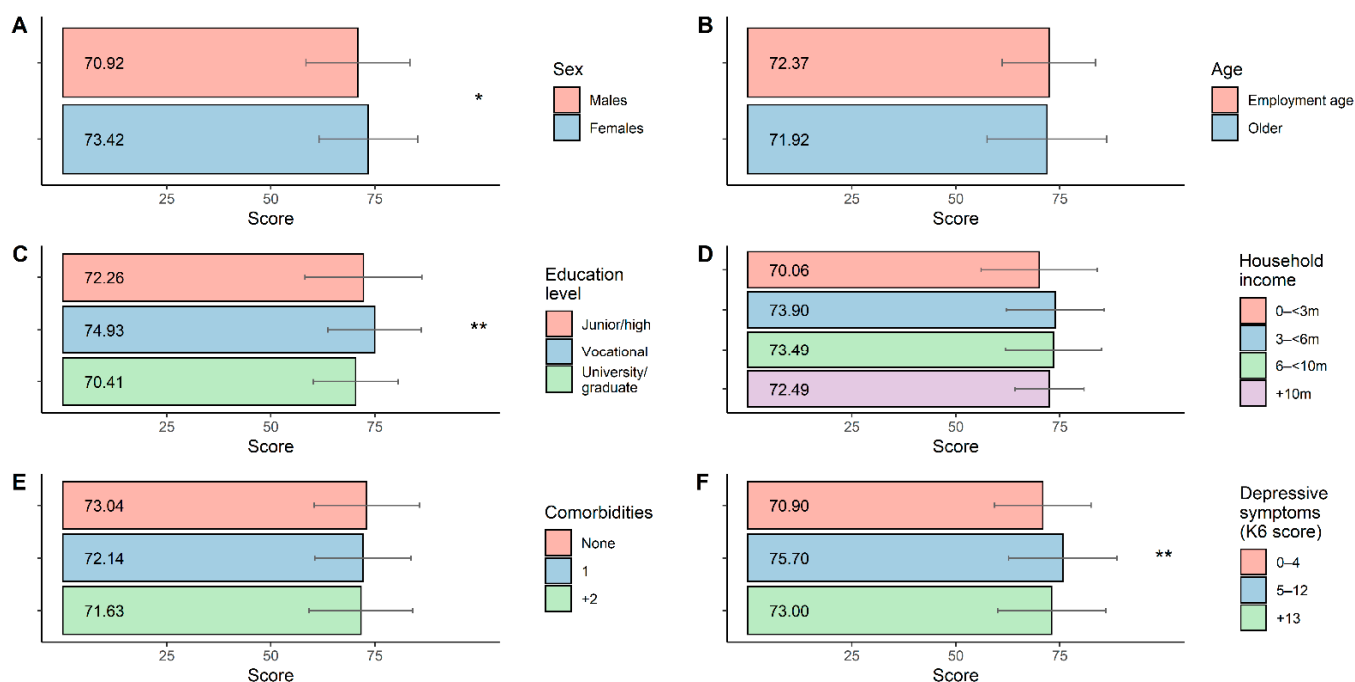 A
70.92
73.42
*
25
50
75
Score
Sex
Males
Females
B
72.37
71.92
25
50
75
Score
Age
Employment age
Older
C
72.26
74.93
70.41
**
25
50
75
Score
Education
level
Junior/high
Vocational
University/
graduate
D
70.06
73.90
73.49
72.49
25
50
75
Score
Household
income
0–<3m
3–<6m
6–<10m
+10m
E
73.04
72.14
71.63
25
50
75
Score
Comorbidities
None
1
+2
F
70.90
75.70
73.00
**
25
50
75
Score
Depressive
symptoms
(K6 score)
0–4
5–12
+13